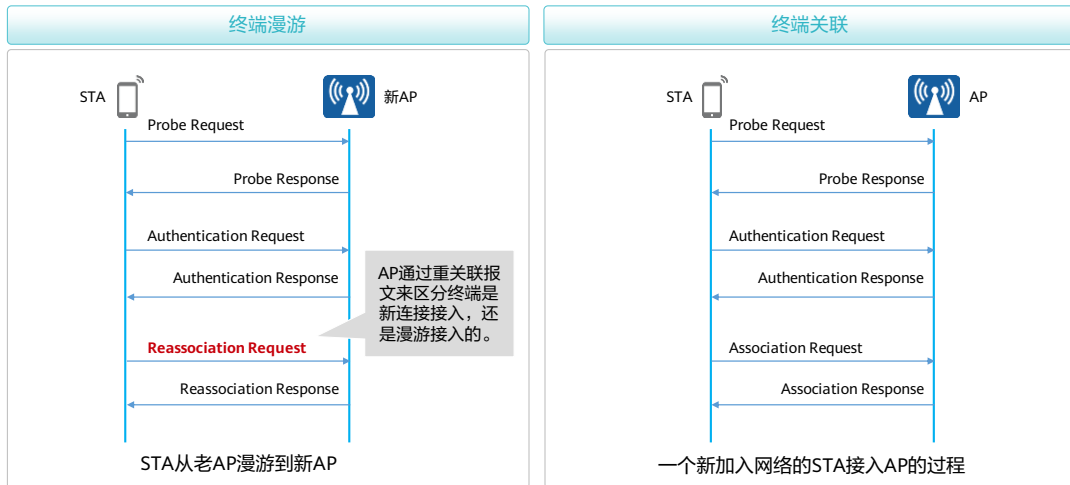 终端漫游
STA
新AP
Probe Request
Probe Response
Authentication Request
Authentication Response
AP通过重关联报
文来区分终端是
新连接接入，还
是漫游接入的。
Reassociation Request
Reassociation Response
STA从老AP漫游到新AP
终端关联
STA
AP
Probe Request
Probe Response
Authentication Request
Authentication Response
Association Request
Association Response
一个新加入网络的STA接入AP的过程